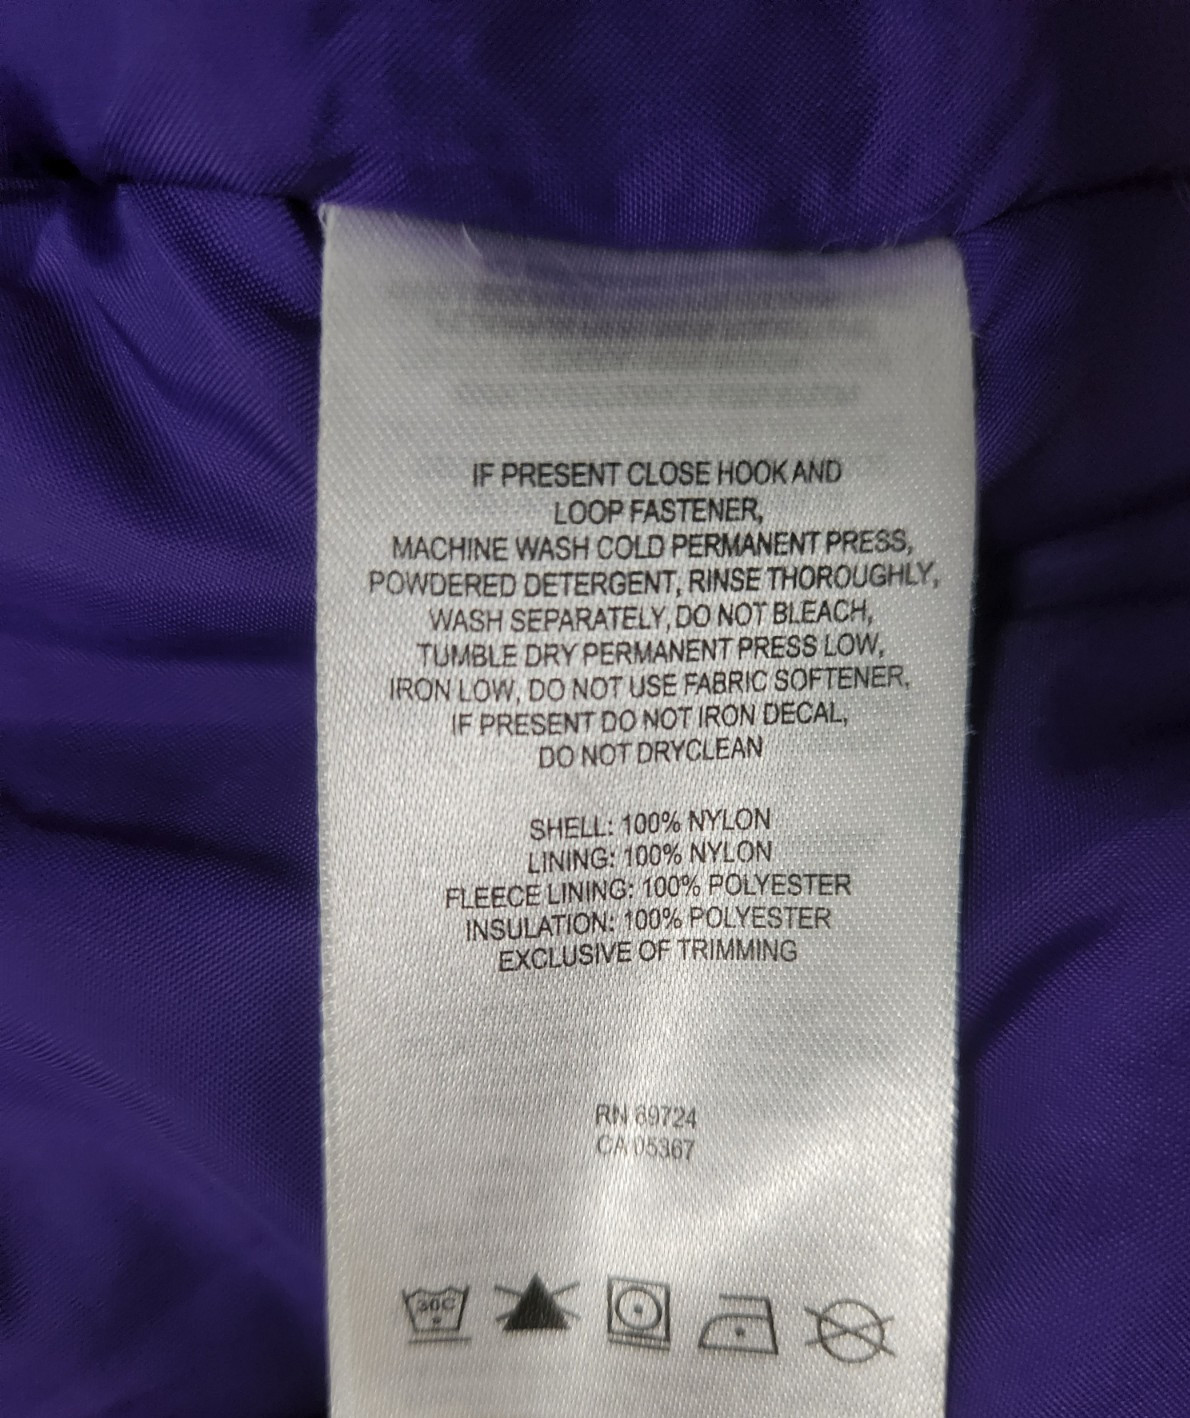 IF PRESENT CLOSE HOOK AND
LOOP FASTENER,
MACHINE WASH COLD PERMANENT PRESS,
POWDERED DETERGENT, RINSE THOROUGHLY,
WASH SEPARATELY, DO NOT BLEACH,
TUMBLE DRY PERMANENT PRESS LOW,
IRON LOW, DO NOT USE FABRIC SOFTENER,
IF PRESENT DO NOT IRON DECAL,
DO NOT DRYCLEAN
SHELL: 100% NYLON
LINING: 100% NYLON
FLEECE LINING: 100% POLYESTER
INSULATION: 100% POLYESTER
EXCLUSIVE OF TRIMMING
RN 69724
CA 05367
30C